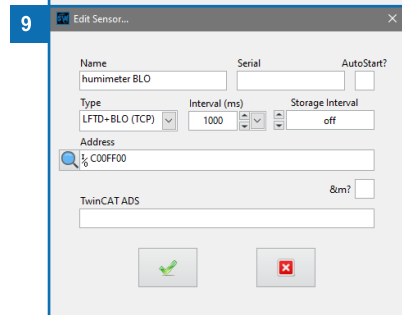 9
Edit Sensor...
Name Serial AutoStart?
humimeter BLO
Type Interval (ms) Storage Interval
LFTD+BLO (TCP) 1000 off
Address
C00FF00
&m?
TwinCAT ADS